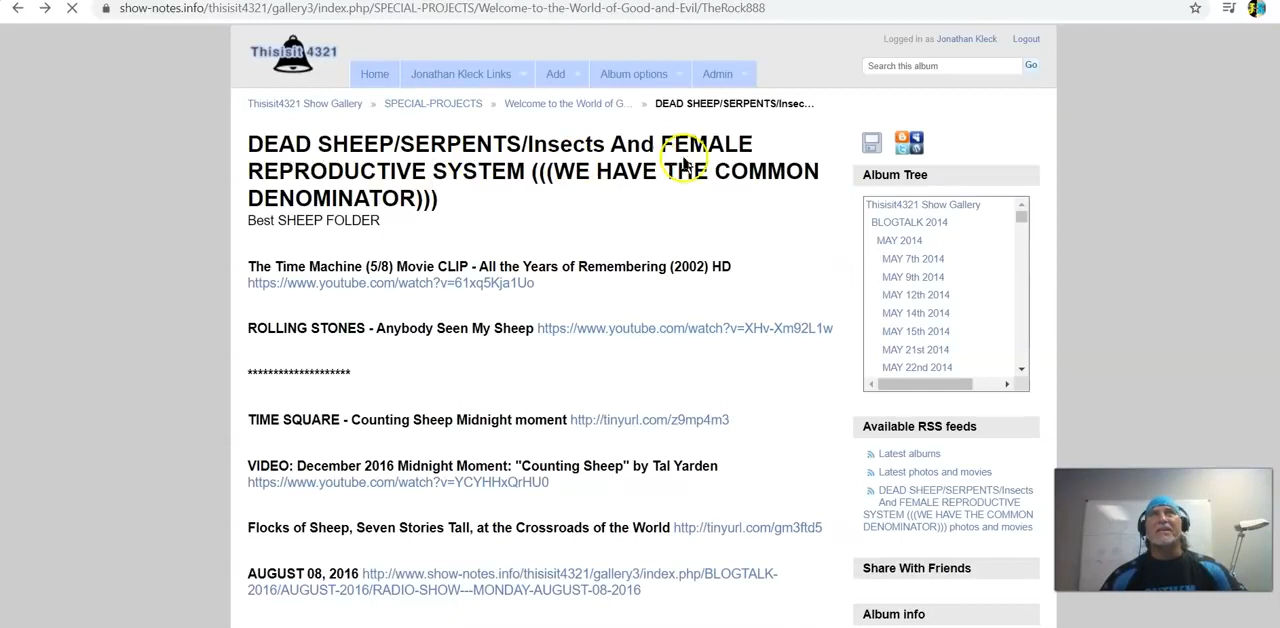 show-notes.info/thisisit4321/gallery3/index.php/SPECIAL-PROJECTS/Welcome-to-the-World-of-Good-and-Evil/TheRock888
Thisisit 4321
Logged in as Jonathan Kleck Logout
Home Jonathan Kleck Links Add Album options Admin
Search this album Go
Thisisit4321 Show Gallery » SPECIAL-PROJECTS » Welcome to the World of G... » DEAD SHEEP/SERPENTS/Insec...
DEAD SHEEP/SERPENTS/Insects And FEMALE
REPRODUCTIVE SYSTEM (((WE HAVE THE COMMON
DENOMINATOR)))
Best SHEEP FOLDER
The Time Machine (5/8) Movie CLIP - All the Years of Remembering (2002) HD
https://www.youtube.com/watch?v=61xq5Kja1Uo
ROLLING STONES - Anybody Seen My Sheep https://www.youtube.com/watch?v=XHv-Xm92L1w
********************
TIME SQUARE - Counting Sheep Midnight moment http://tinyurl.com/z9mp4m3
VIDEO: December 2016 Midnight Moment: "Counting Sheep" by Tal Yarden
https://www.youtube.com/watch?v=YCYHHxQrHU0
Flocks of Sheep, Seven Stories Tall, at the Crossroads of the World http://tinyurl.com/gm3ftd5
AUGUST 08, 2016 http://www.show-notes.info/thisisit4321/gallery3/index.php/BLOGTALK-
2016/AUGUST-2016/RADIO-SHOW---MONDAY-AUGUST-08-2016
Album Tree
Thisisit4321 Show Gallery
BLOGTALK 2014
MAY 2014
MAY 7th 2014
MAY 9th 2014
MAY 12th 2014
MAY 14th 2014
MAY 15th 2014
MAY 21st 2014
MAY 22nd 2014
Available RSS feeds
Latest albums
Latest photos and movies
DEAD SHEEP/SERPENTS/Insects
And FEMALE REPRODUCTIVE
SYSTEM (((WE HAVE THE COMMON
DENOMINATOR))) photos and movies
Share With Friends
Album info